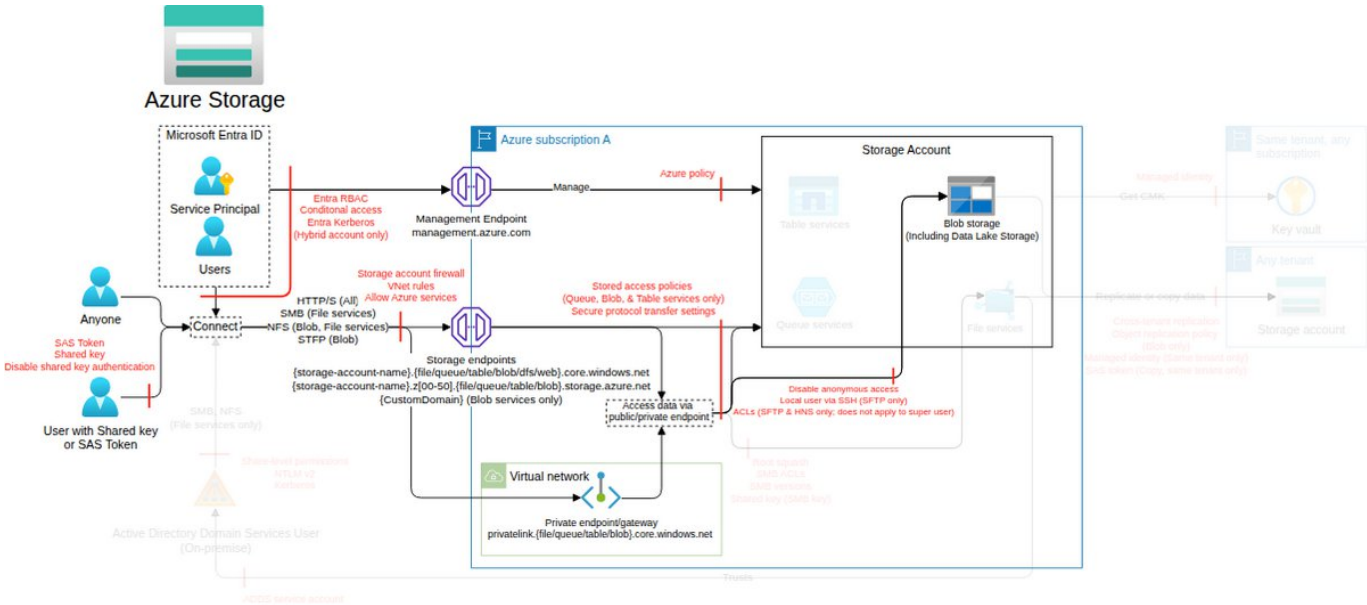 Azure Storage
Microsoft Entra ID
Service Principal
Users
Anyone
SAS Token
Shared key
Disable shared key authentication
User with Shared key
or SAS Token
Connect
Entra RBAC
Conditonal access
Entra Kerberos
(Hybrid account only)
Storage account firewall
VNet rules
Allow Azure services
HTTP/S (All)
SMB (File services)
NFS (Blob, File services)
STFP (Blob)
Azure subscription A
Management Endpoint
management.azure.com
Manage
Azure policy
Storage endpoints
{storage-account-name}.{file/queue/table/blob/dfs/web}.core.windows.net
{storage-account-name}.z[00-50].{file/queue/table/blob}.storage.azure.net
{CustomDomain} (Blob services only)
Stored access policies
(Queue, Blob, & Table services only)
Secure protocol transfer settings
Access data via
public/private endpoint
Virtual network
Private endpoint/gateway
privatelink.{file/queue/table/blob}.core.windows.net
Storage Account
Table services
Queue services
Blob storage
(Including Data Lake Storage)
File services
Disable anonymous access
Local user via SSH (SFTP only)
ACLs (SFTP & HNS only; does not apply to super user)
Root squash
SMB ACLs
SMB versions
Shared key (SMB key)
SMB, NFS
(File services only)
Share-level permissions
NTLM v2
Kerberos
Active Directory Domain Services User
(On-premise)
ADDS service account
Trusts
Same tenant, any
subscription
Managed identity
Get CMK
Key vault
Any tenant
Replicate or copy data
Storage account
Cross-tenant replication
Object replication policy
(Blob only)
Managed identity (Same tenant only)
SAS token (Copy, same tenant only)